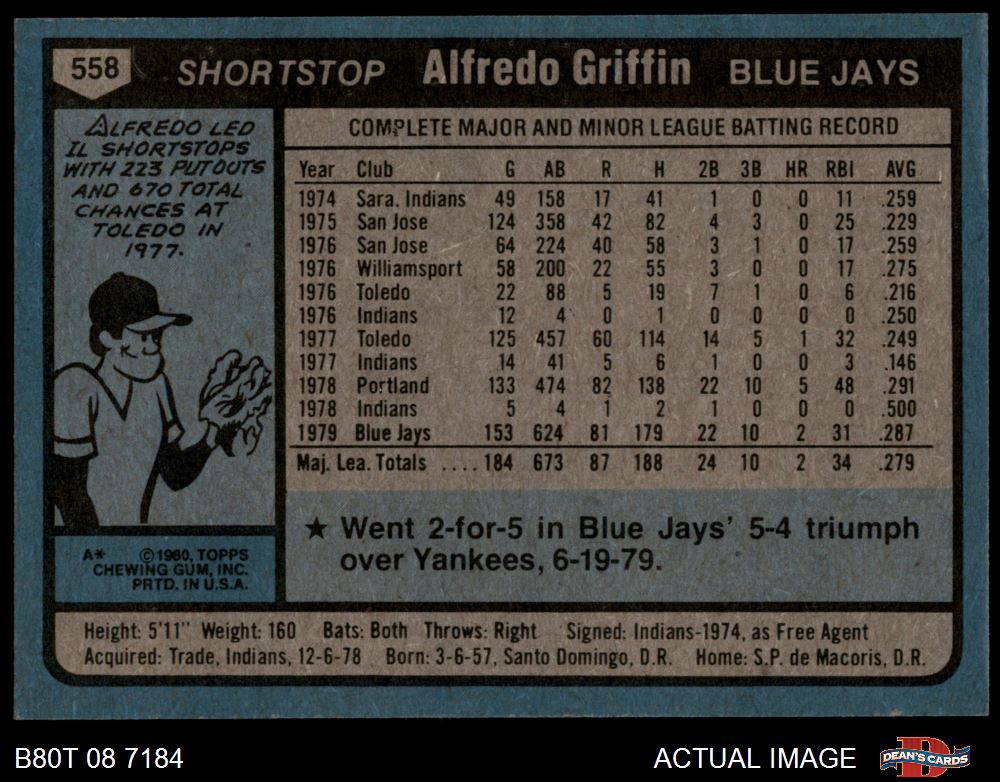 558 SHORTSTOP Alfredo Griffin BLUE JAYS
ALFREDO LED
IL SHORTSTOPS
WITH 223 PUTOUTS
AND 670 TOTAL
CHANCES AT
TOLEDO IN
1977.
COMPLETE MAJOR AND MINOR LEAGUE BATTING RECORD
Year Club G AB R H 2B 3B HR RBI AVG
1974 Sara. Indians 49 158 17 41 1 0 0 11 .259
1975 San Jose 124 358 42 82 4 3 0 25 .229
1976 San Jose 64 224 40 58 3 1 0 17 .259
1976 Williamsport 58 200 22 55 3 0 0 17 .275
1976 Toledo 22 88 5 19 7 1 0 6 .216
1976 Indians 12 4 0 1 0 0 0 0 .250
1977 Toledo 125 457 60 114 14 5 1 32 .249
1977 Indians 14 41 5 6 1 0 0 3 .146
1978 Portland 133 474 82 138 22 10 5 48 .291
1978 Indians 5 4 1 2 1 0 0 0 .500
1979 Blue Jays 153 624 81 179 22 10 2 31 .287
Maj. Lea. Totals .... 184 673 87 188 24 10 2 34 .279
★ Went 2-for-5 in Blue Jays' 5-4 triumph
over Yankees, 6-19-79.
A* ©1980, TOPPS
CHEWING GUM, INC.
PRTD. IN U.S.A.
Height: 5'11" Weight: 160 Bats: Both Throws: Right Signed: Indians-1974, as Free Agent
Acquired: Trade, Indians, 12-6-78 Born: 3-6-57, Santo Domingo, D.R. Home: S.P. de Macoris, D.R.
B80T 08 7184 ACTUAL IMAGE DEAN'S CARDS